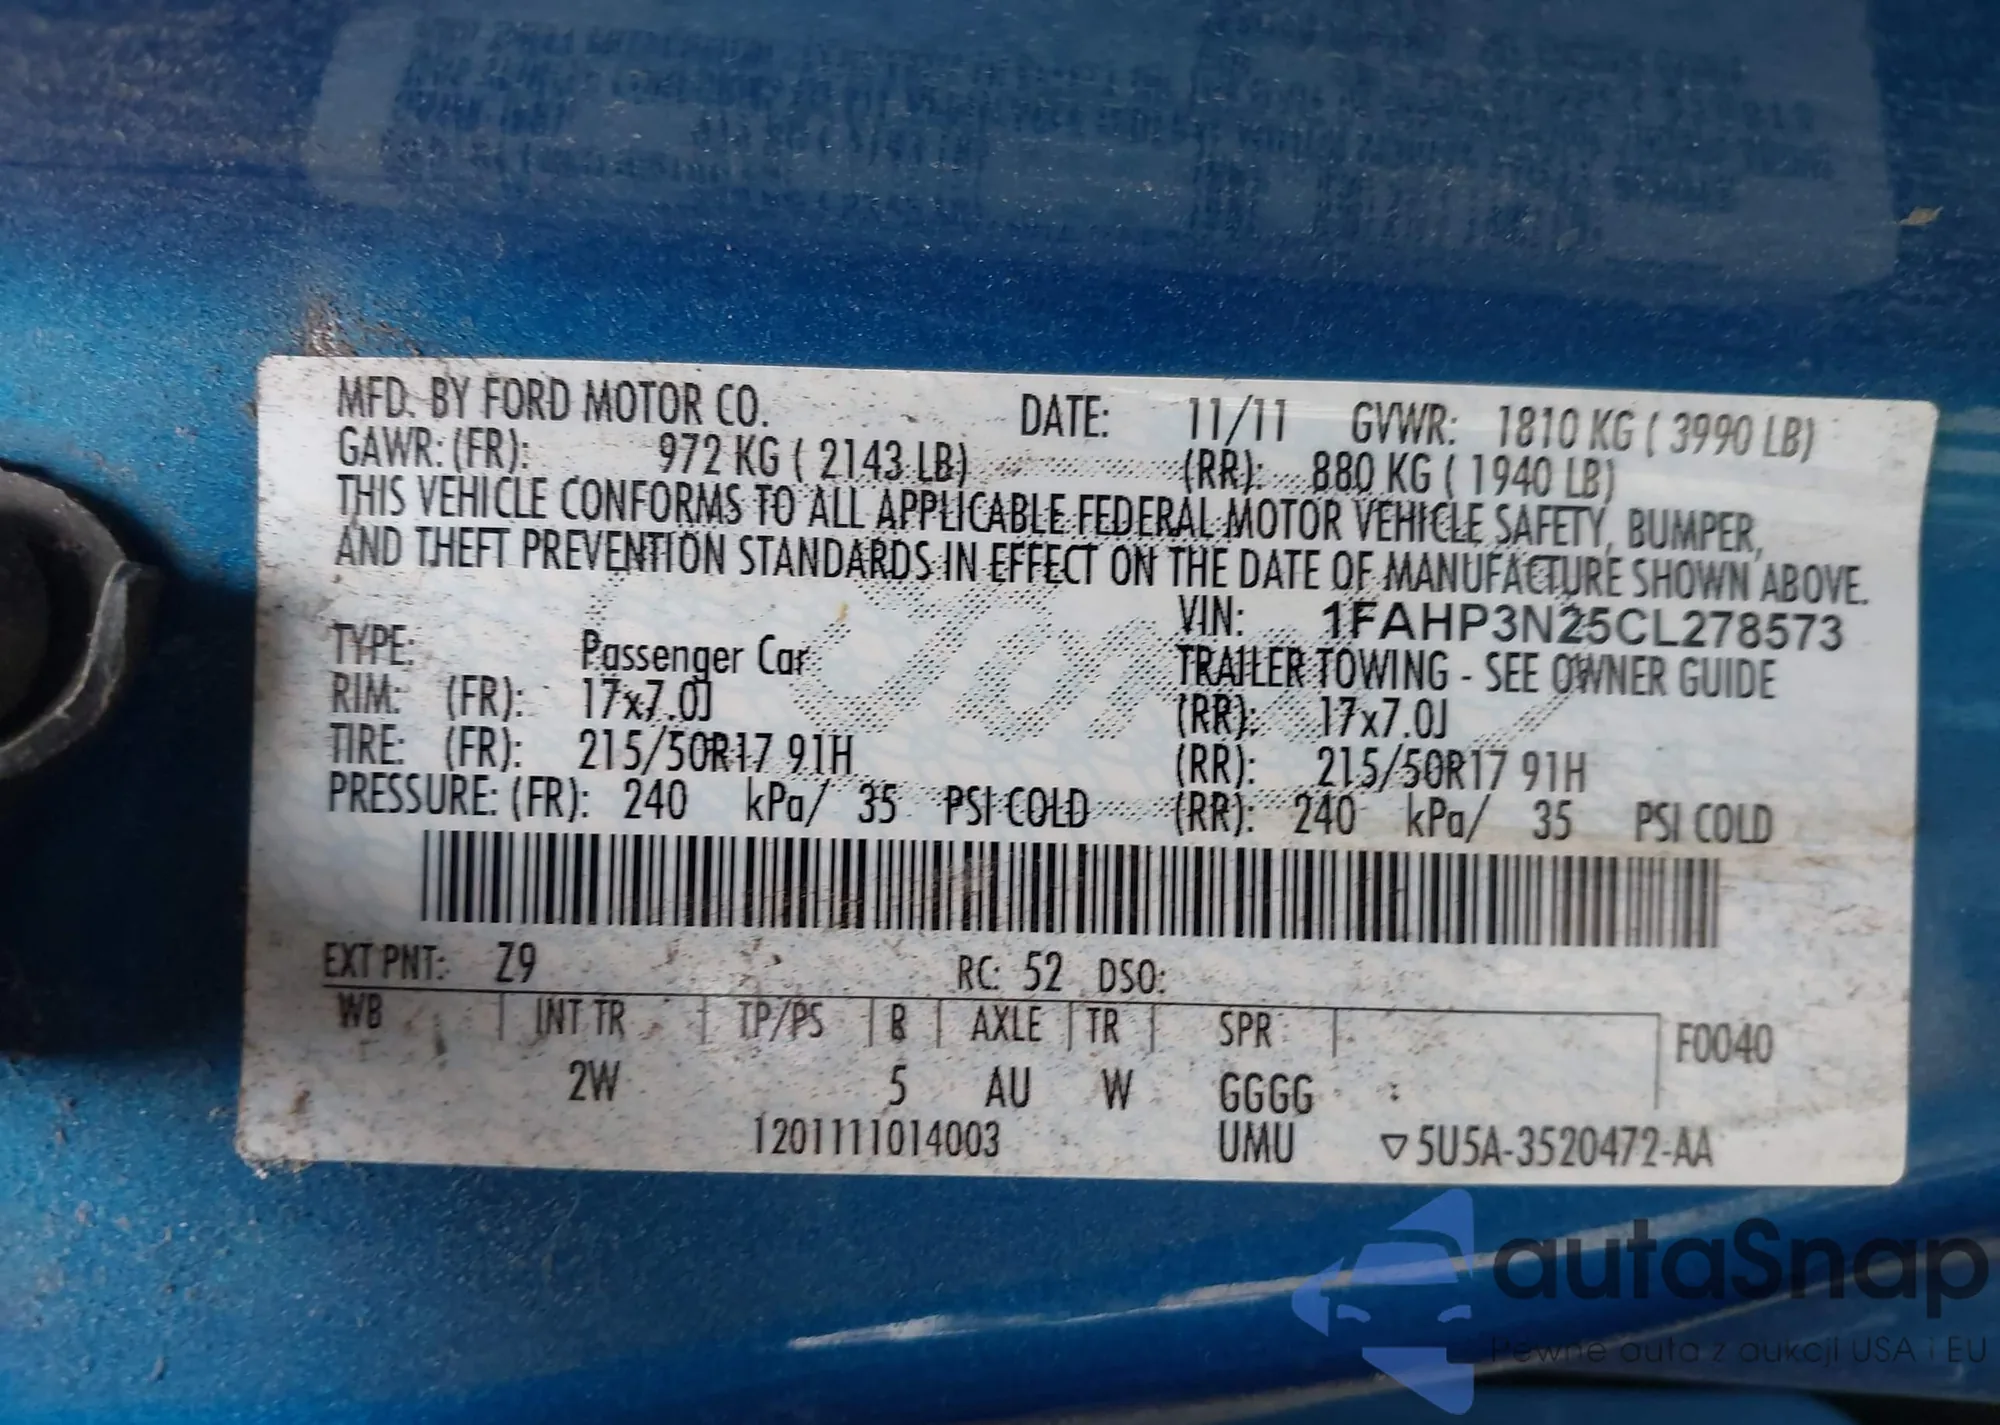 MFD. BY FORD MOTOR CO. DATE: 11/11 GVWR: 1810 KG ( 3990 LB)
GAWR: (FR): 972 KG ( 2143 LB) (RR): 880 KG ( 1940 LB)
THIS VEHICLE CONFORMS TO ALL APPLICABLE FEDERAL MOTOR VEHICLE SAFETY, BUMPER,
AND THEFT PREVENTION STANDARDS IN EFFECT ON THE DATE OF MANUFACTURE SHOWN ABOVE.
VIN: 1FAHP3N25CL278573
TYPE: Passenger Car TRAILER TOWING - SEE OWNER GUIDE
RIM: (FR): 17x7.0J (RR): 17x7.0J
TIRE: (FR): 215/50R17 91H (RR): 215/50R17 91H
PRESSURE: (FR): 240 kPa/ 35 PSI COLD (RR): 240 kPa/ 35 PSI COLD
EXT PNT: Z9 RC: 52 DSO:
WB INT TR TP/PS B AXLE TR SPR F0040
2W 5 AU W GGGG
1201111014003 UMU ▽5U5A-3520472-AA
autaSnap
Pewne auta z aukcji USA i EU